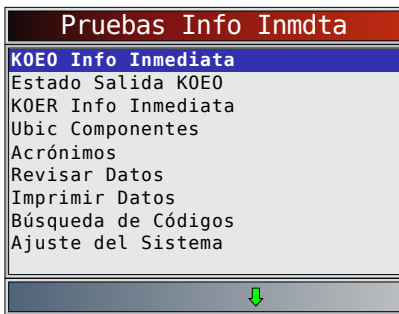 Pruebas Info Inmdta
KOEO Info Inmediata
Estado Salida KOEO
KOER Info Inmediata
Ubic Componentes
Acrónimos
Revisar Datos
Imprimir Datos
Búsqueda de Códigos
Ajuste del Sistema